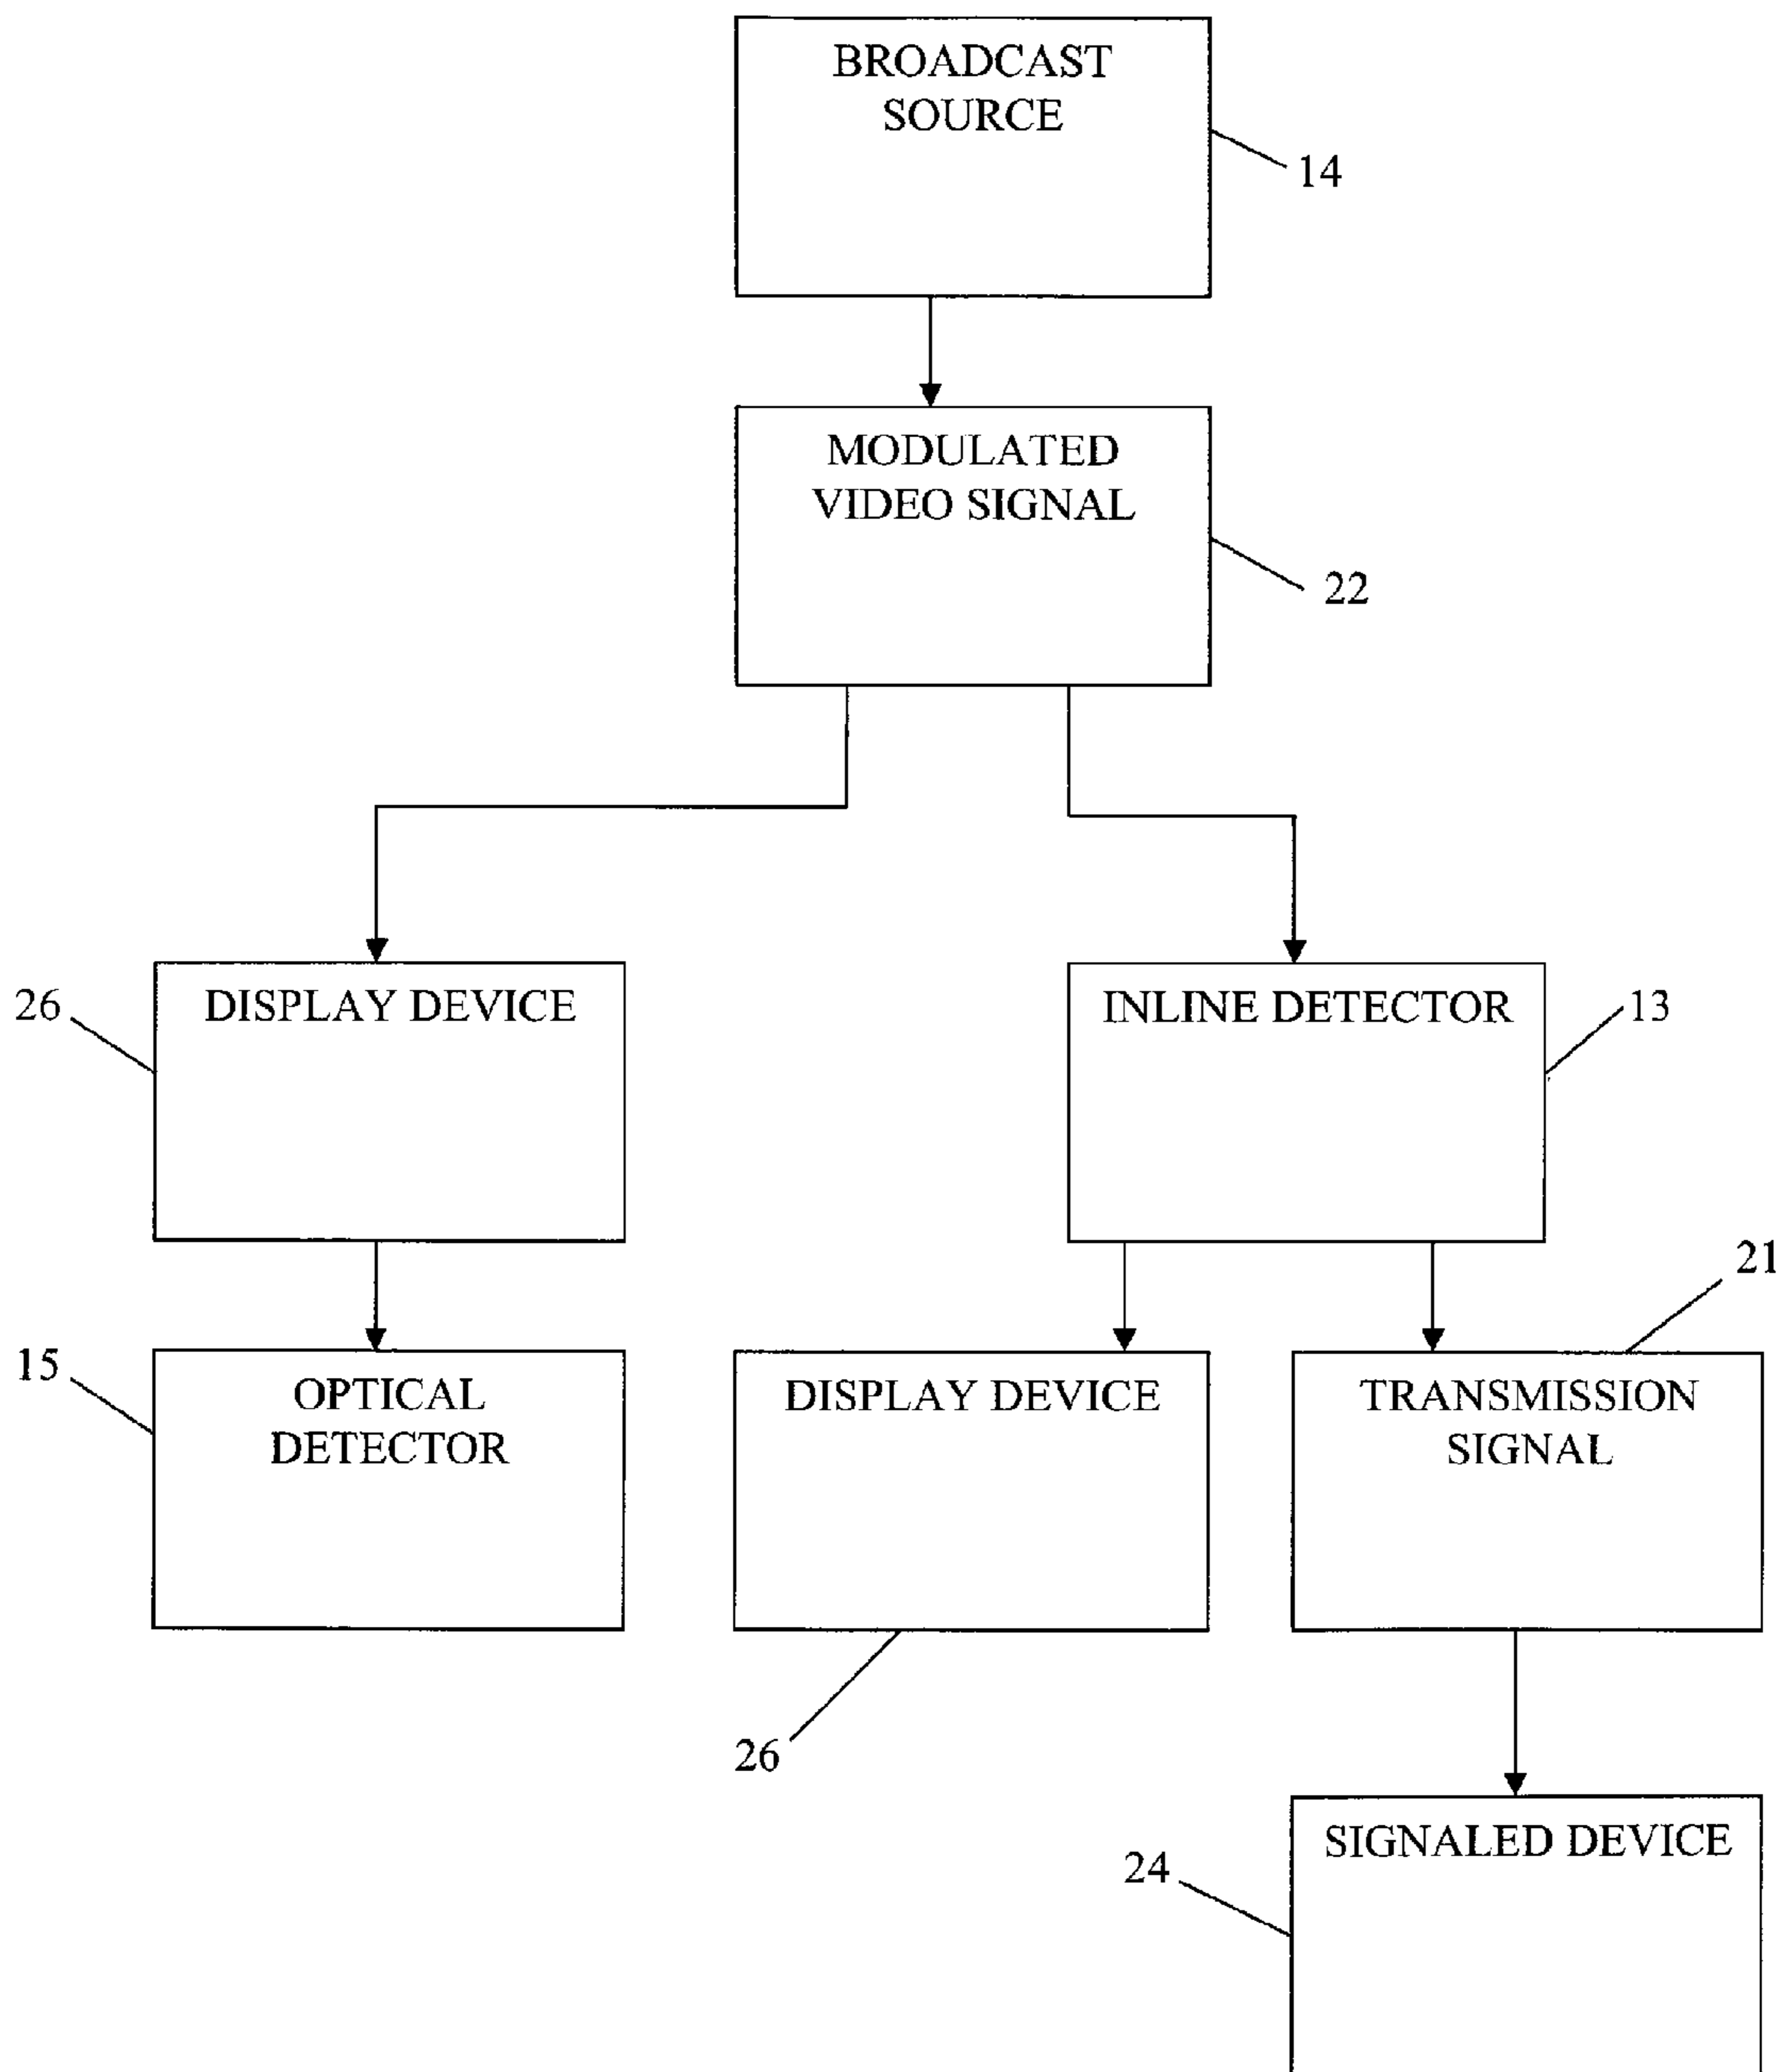 BROADCAST
SOURCE
14
MODULATED
VIDEO SIGNAL
22
26
DISPLAY DEVICE
INLINE DETECTOR
13
21
15
OPTICAL
DETECTOR
DISPLAY DEVICE
TRANSMISSION
SIGNAL
26
SIGNALED DEVICE
24